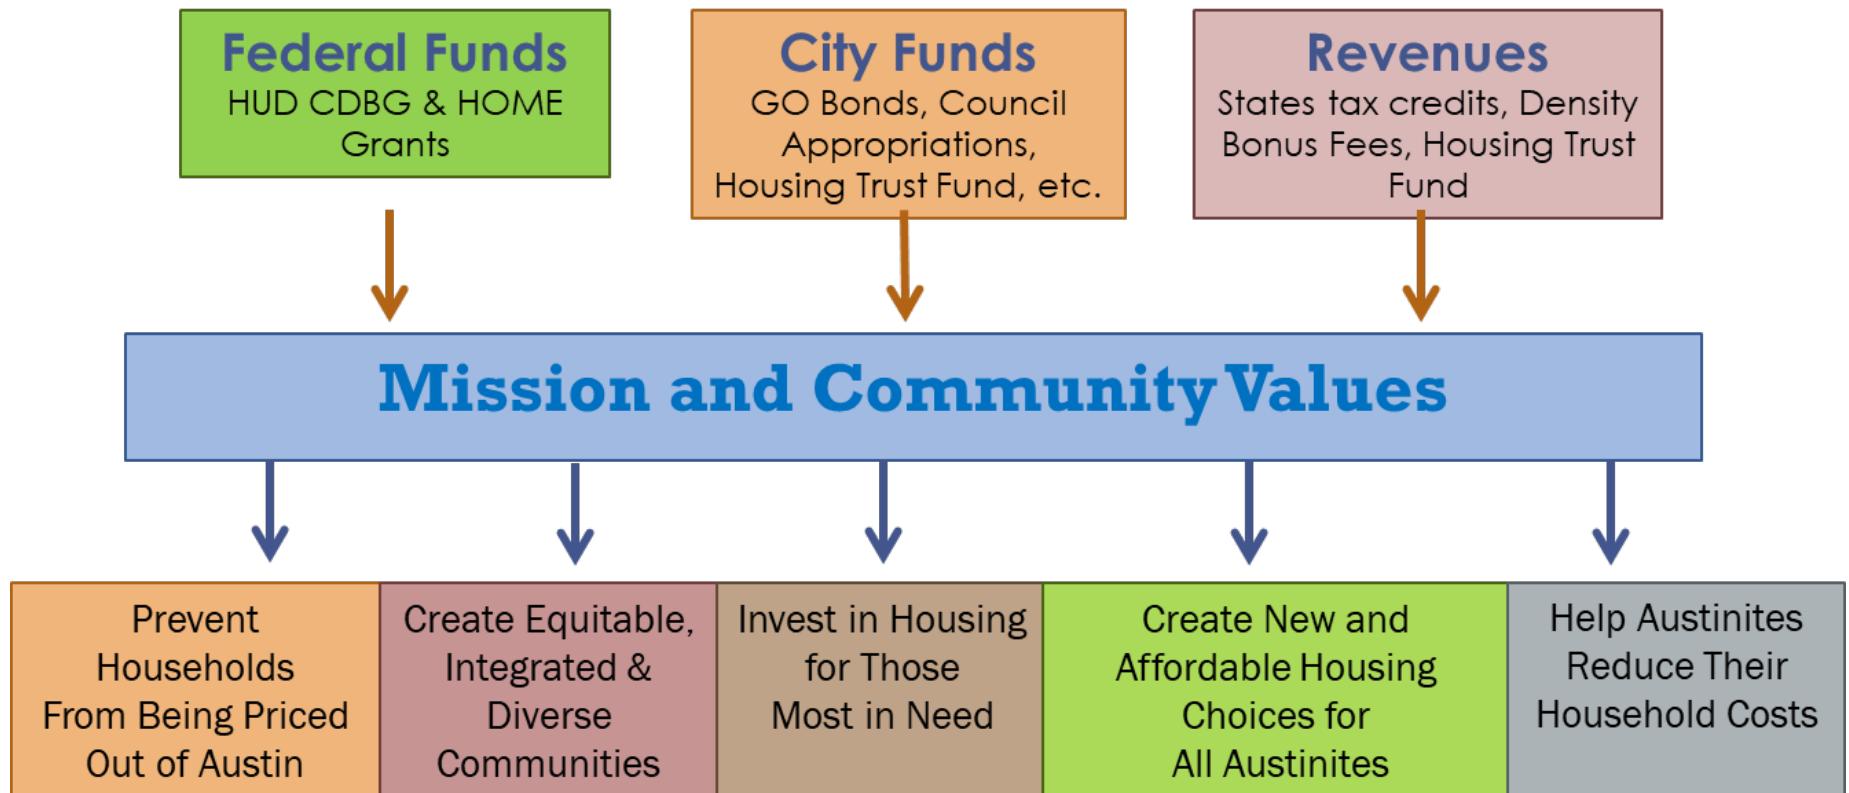 Federal Funds
HUD CDBG & HOME
Grants
City Funds
GO Bonds, Council
Appropriations,
Housing Trust Fund, etc.
Revenues
States tax credits, Density
Bonus Fees, Housing Trust
Fund
Mission and Community Values
Prevent
Households
From Being Priced
Out of Austin
Create Equitable,
Integrated &
Diverse
Communities
Invest in Housing
for Those
Most in Need
Create New and
Affordable Housing
Choices for
All Austinites
Help Austinites
Reduce Their
Household Costs